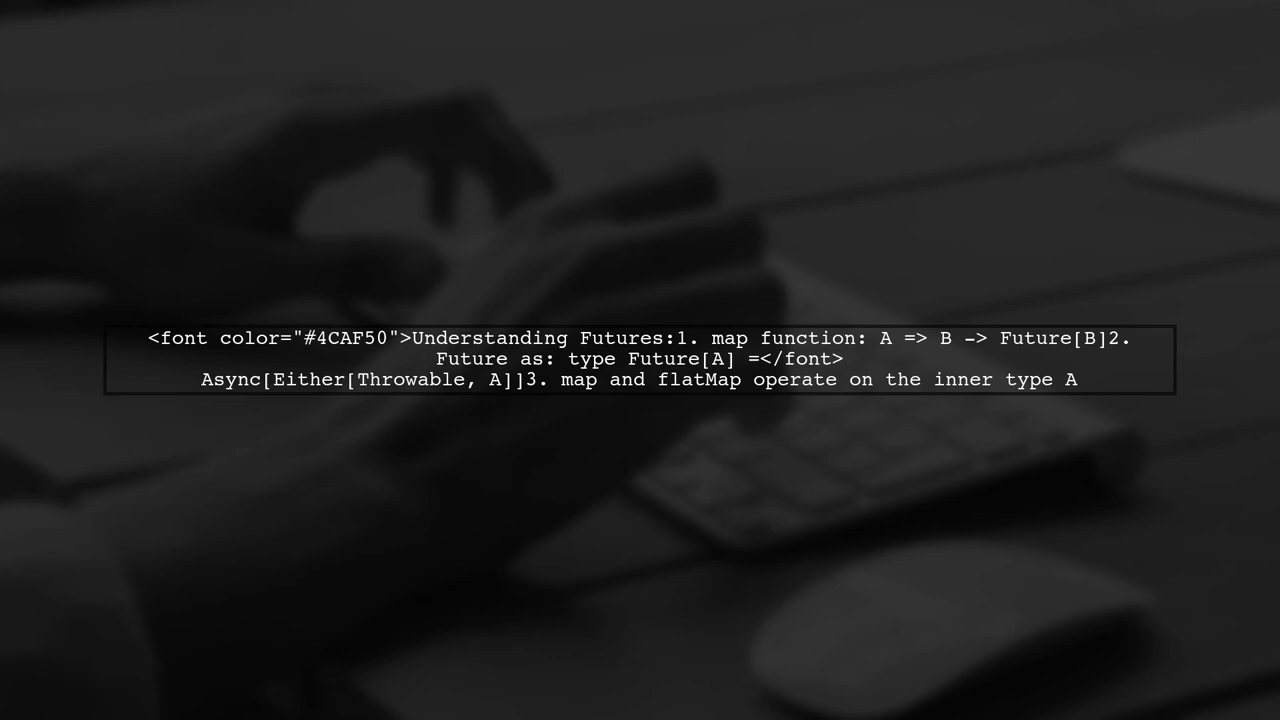 <font color="#4CAF50">Understanding Futures:1. map function: A => B -> Future[B]2.
Future as: type Future[A] =</font>
Async[Either[Throwable, A]]3. map and flatMap operate on the inner type A